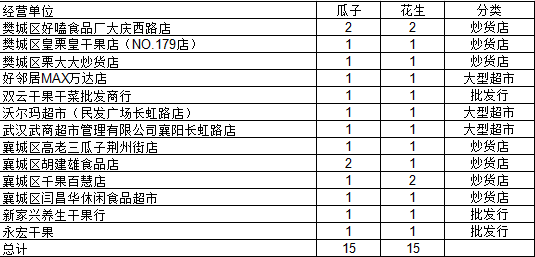 经营单位 瓜子 花生 分类
樊城区好嗑食品厂大庆西路店 2 2 炒货店
樊城区皇栗皇干果店（NO.179店） 1 1 炒货店
樊城区栗大大炒货店 1 1 炒货店
好邻居MAX万达店 1 1 大型超市
双云干果干菜批发商行 1 1 批发行
沃尔玛超市（民发广场长虹路店） 1 1 大型超市
武汉武商超市管理有限公司襄阳长虹路店 1 1 大型超市
襄城区高老三瓜子荆州街店 1 1 炒货店
襄城区胡建雄食品店 2 1 炒货店
襄城区千果百慧店 1 2 炒货店
襄城区闫昌华休闲食品超市 1 1 炒货店
新家兴养生干果行 1 1 批发行
永宏干果 1 1 批发行
总计 15 15